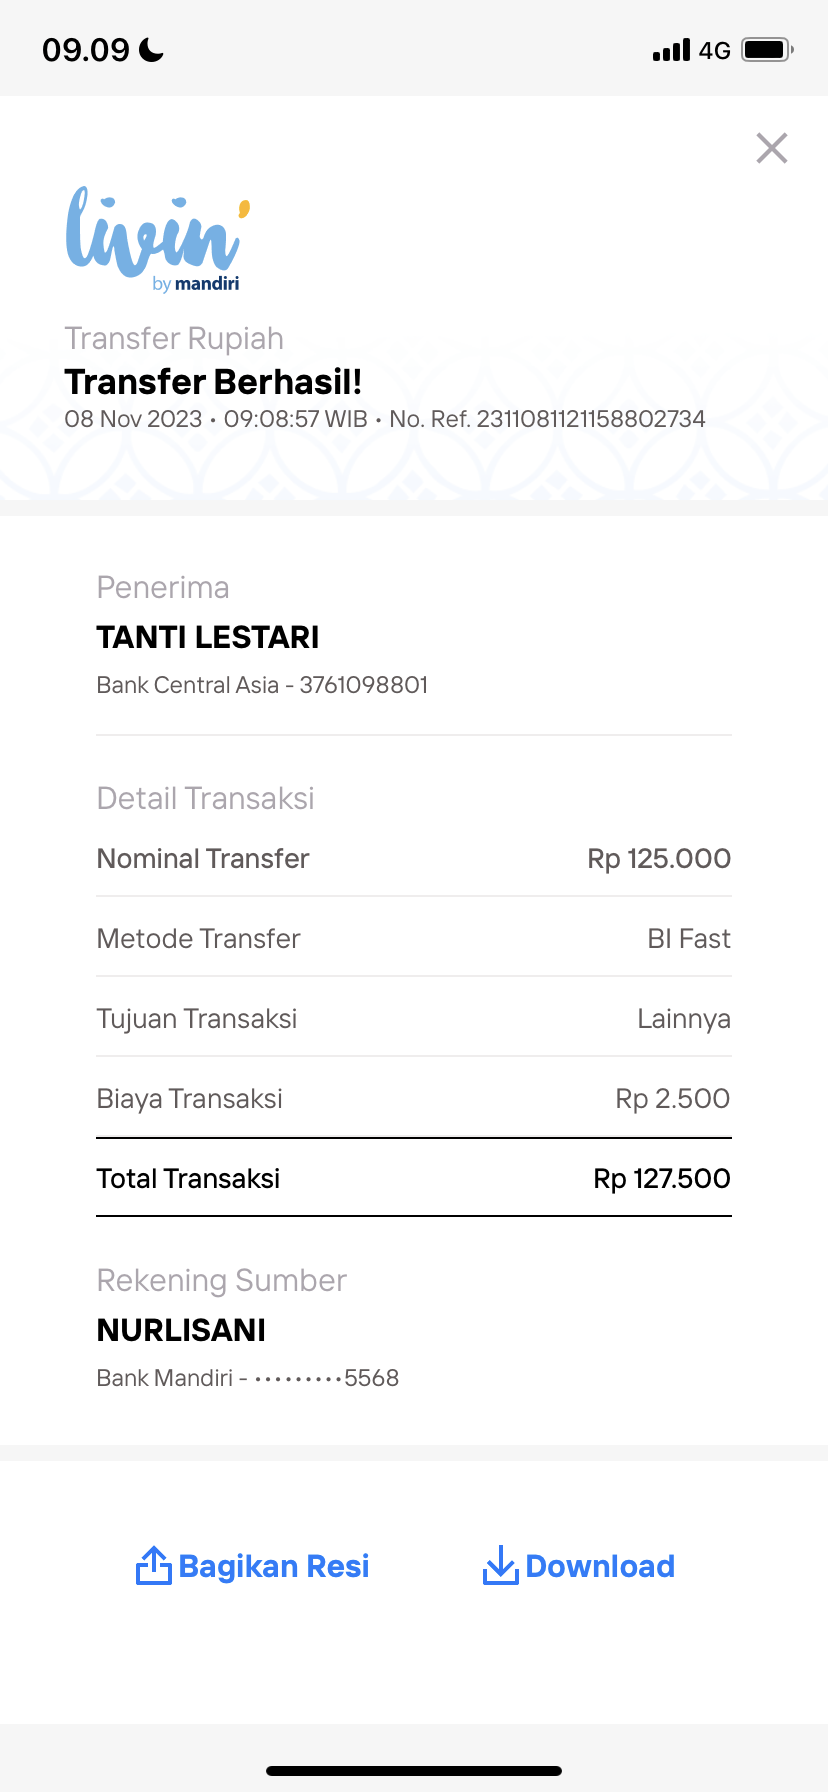 09.09
4G
livin'
by mandiri
Transfer Rupiah
Transfer Berhasil!
08 Nov 2023 • 09:08:57 WIB • No. Ref. 2311081121158802734
Penerima
TANTI LESTARI
Bank Central Asia - 3761098801
Detail Transaksi
Nominal Transfer Rp 125.000
Metode Transfer BI Fast
Tujuan Transaksi Lainnya
Biaya Transaksi Rp 2.500
Total Transaksi Rp 127.500
Rekening Sumber
NURLISANI
Bank Mandiri - •••••••••5568
Bagikan Resi Download